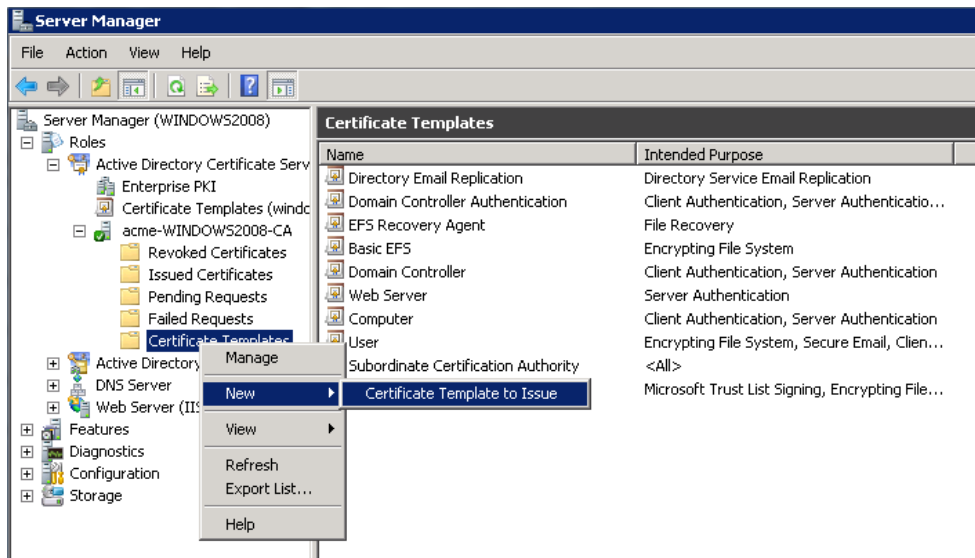 Server Manager
File Action View Help
Server Manager (WINDOWS2008)
Roles
Active Directory Certificate Serv
Enterprise PKI
Certificate Templates (windo
acme-WINDOWS2008-CA
Revoked Certificates
Issued Certificates
Pending Requests
Failed Requests
Certificate Templates
Active Directory
DNS Server
Web Server (IIS
Features
Diagnostics
Configuration
Storage
Manage
New
Certificate Template to Issue
View
Refresh
Export List...
Help
Certificate Templates
Name Intended Purpose
Directory Email Replication Directory Service Email Replication
Domain Controller Authentication Client Authentication, Server Authenticatio...
EFS Recovery Agent File Recovery
Basic EFS Encrypting File System
Domain Controller Client Authentication, Server Authentication
Web Server Server Authentication
Computer Client Authentication, Server Authentication
User Encrypting File System, Secure Email, Clien...
Subordinate Certification Authority <All>
Microsoft Trust List Signing, Encrypting File...